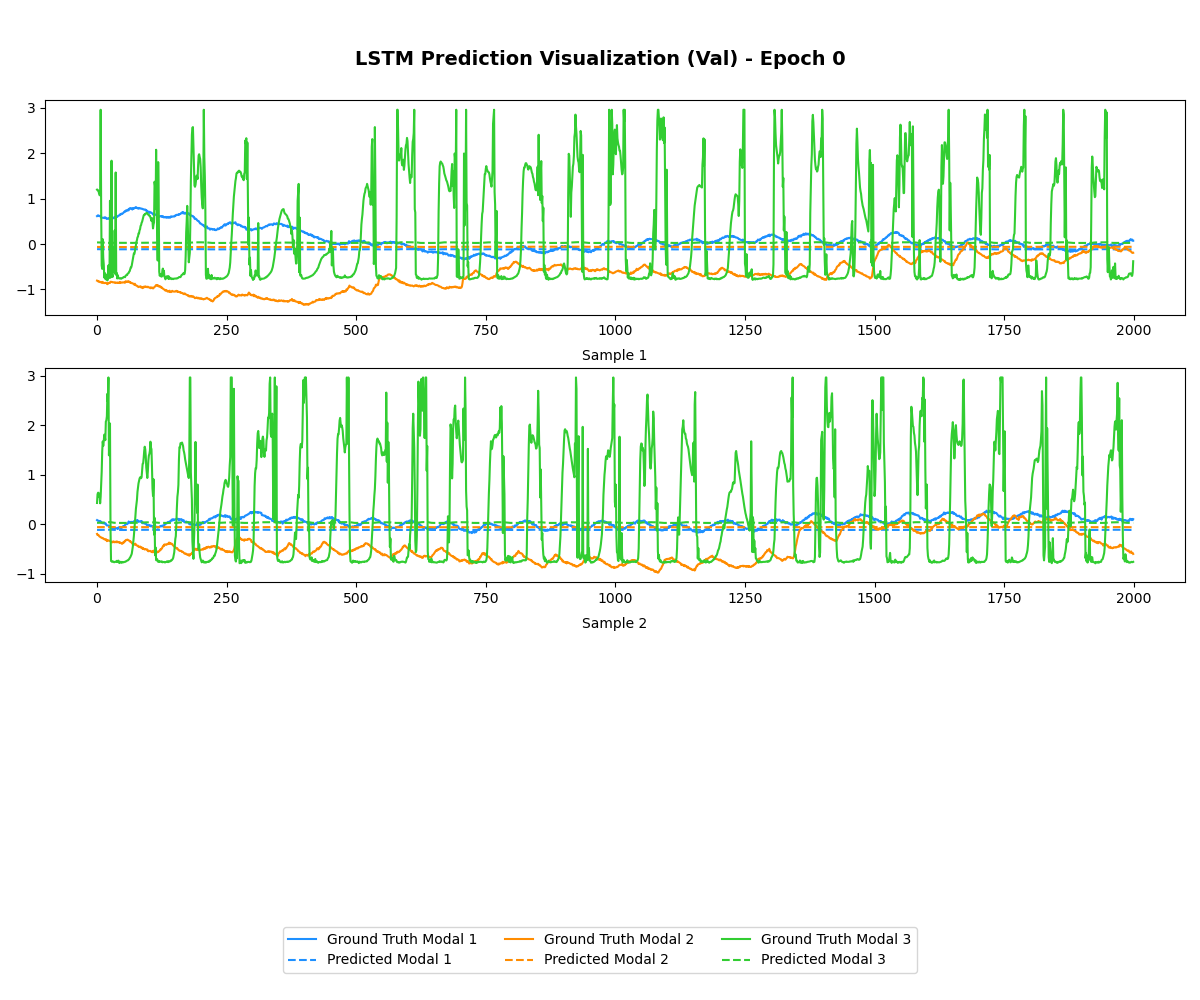 LSTM Prediction Visualization (Val) - Epoch 0
3
2
1
0
−1
0 250 500 750 1000 1250 1500 1750 2000
Sample 1
3
2
1
0
−1
0 250 500 750 1000 1250 1500 1750 2000
Sample 2
Ground Truth Modal 1 Ground Truth Modal 2 Ground Truth Modal 3
Predicted Modal 1 Predicted Modal 2 Predicted Modal 3